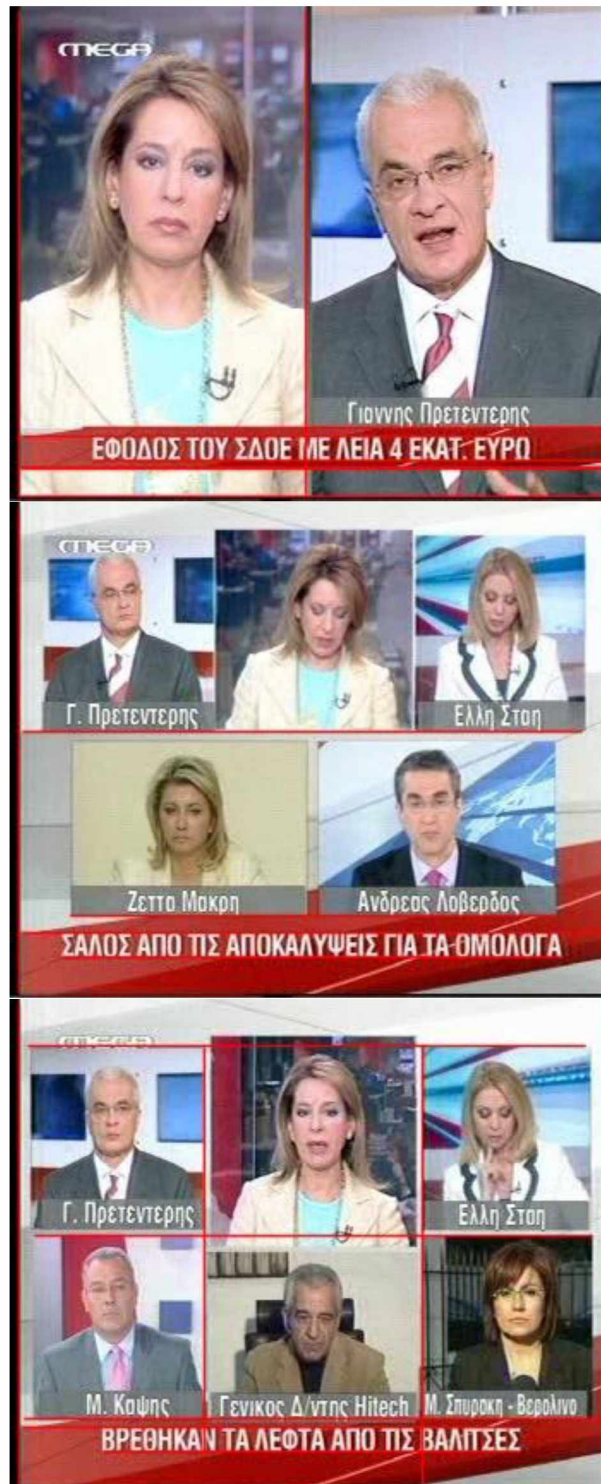 MEGA
Γιαννης Πρετεντερης
ΕΦΟΔΟΣ ΤΟΥ ΣΔΟΕ ΜΕ ΛΕΙΑ 4 ΕΚΑΤ. ΕΥΡΩ
MEGA
Γ. Πρετεντερης
Ελλη Σταη
Ζεττα Μακρη
Ανδρεας Λοβερδος
ΣΑΛΟΣ ΑΠΟ ΤΙΣ ΑΠΟΚΑΛΥΨΕΙΣ ΓΙΑ ΤΑ ΟΜΟΛΟΓΑ
MEGA
Γ. Πρετεντερης
Ελλη Σταη
Μ. Καψης
Γενικος Δ/ντης Hitech
Μ. Σπυρακη - Βερολινο
ΒΡΕΘΗΚΑΝ ΤΑ ΛΕΦΤΑ ΑΠΟ ΤΙΣ ΒΑΛΙΤΣΕΣ